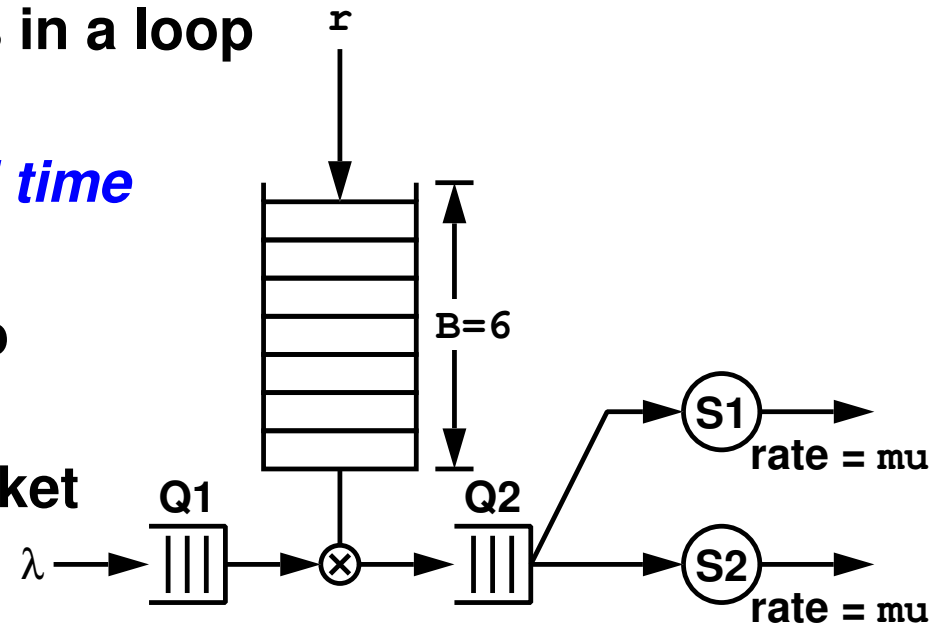 s in a loop
r
time
B=6
S1
rate = mu
ket
Q1
Q2
λ
S2
rate = mu